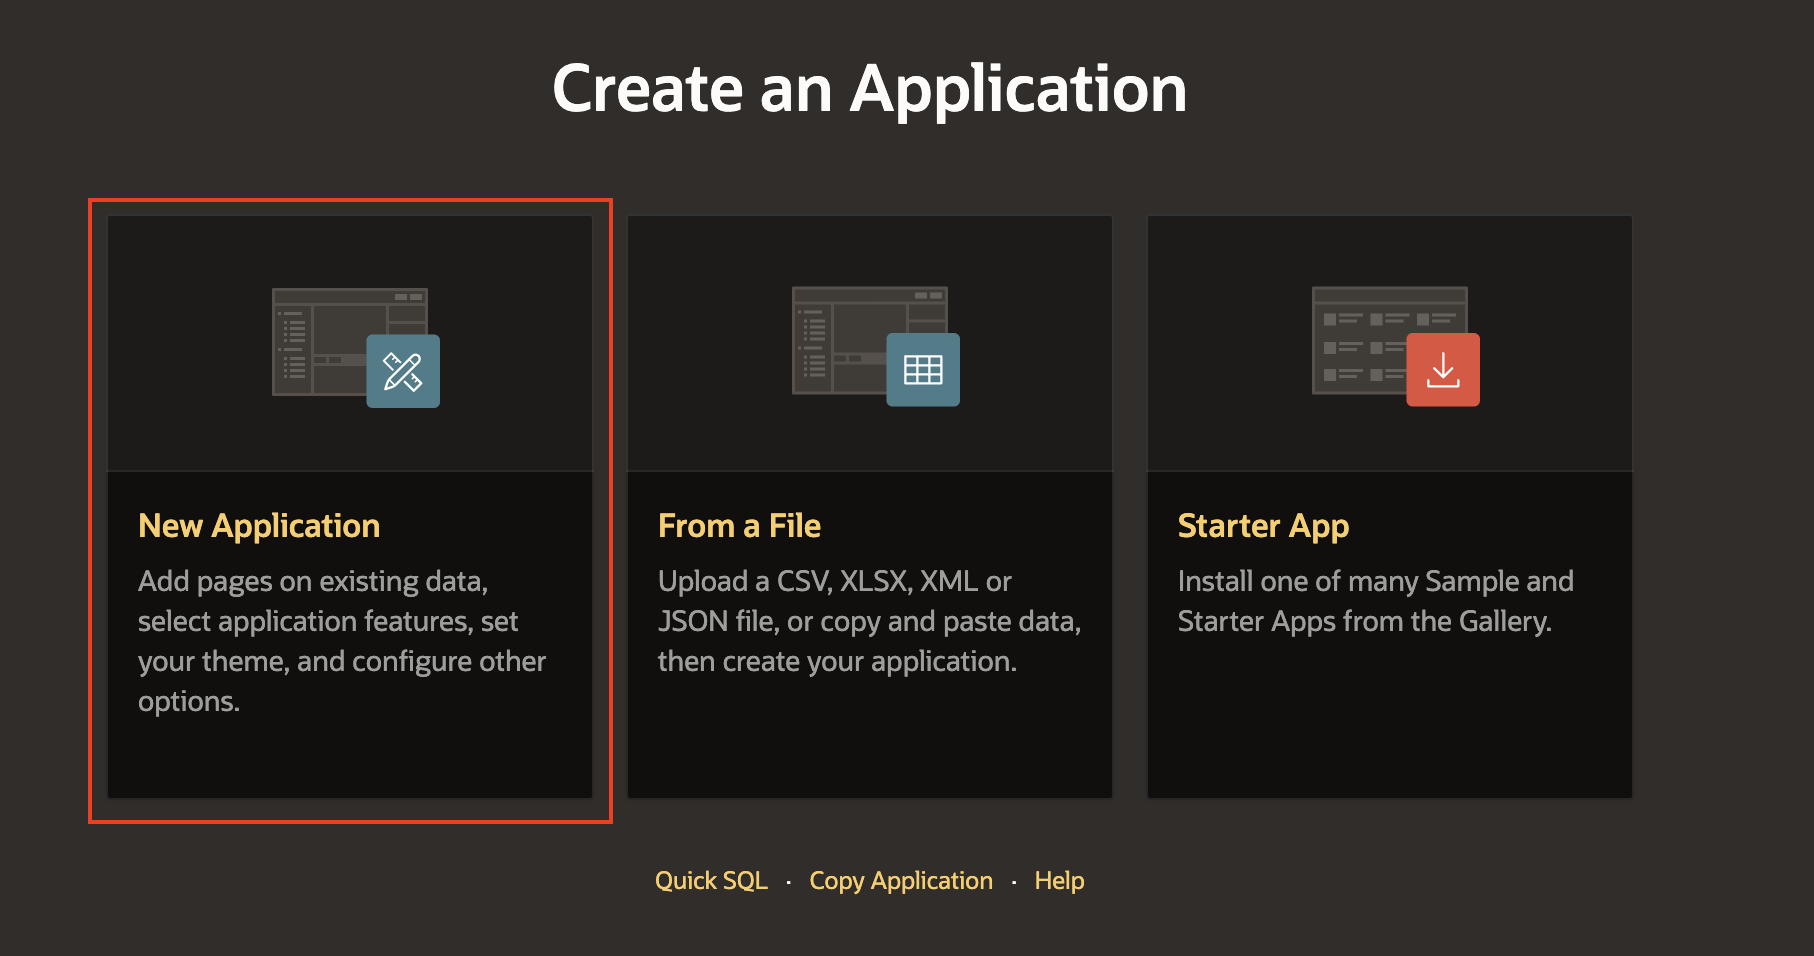 Create an Application
New Application
Add pages on existing data,
select application features, set
your theme, and configure other
options.
From a File
Upload a CSV, XLSX, XML or
JSON file, or copy and paste data,
then create your application.
Starter App
Install one of many Sample and
Starter Apps from the Gallery.
Quick SQL · Copy Application · Help